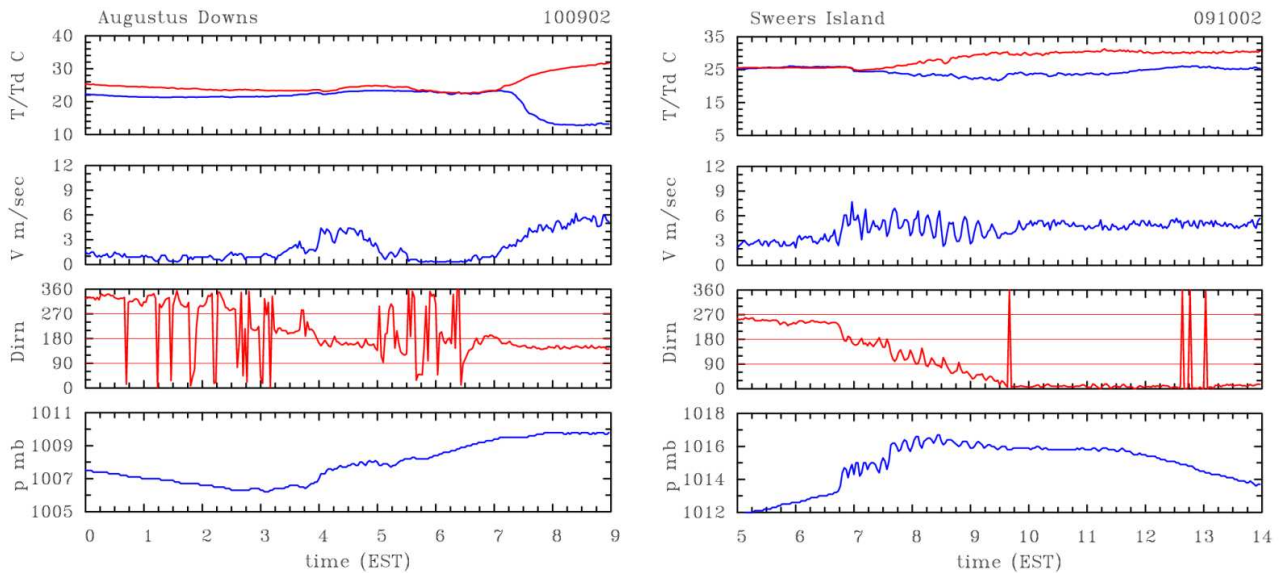 Augustus Downs 100902
T/Td C
40
30
20
10
V m/sec
12
9
6
3
0
Dirn
360
270
180
90
0
p mb
1011
1009
1007
1005
0 1 2 3 4 5 6 7 8 9
time (EST)
Sweers Island 091002
T/Td C
35
25
15
5
V m/sec
12
9
6
3
0
Dirn
360
270
180
90
0
p mb
1018
1016
1014
1012
5 6 7 8 9 10 11 12 13 14
time (EST)